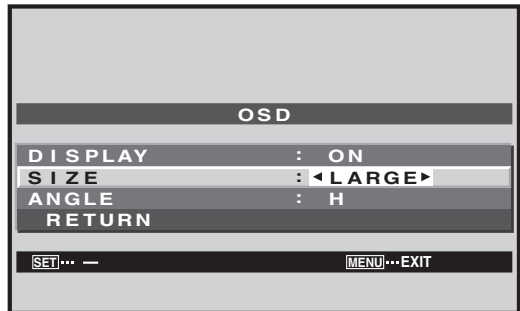 OSD
DISPLAY : ON
SIZE : ◄LARGE►
ANGLE : H
RETURN
SET··· — MENU···EXIT